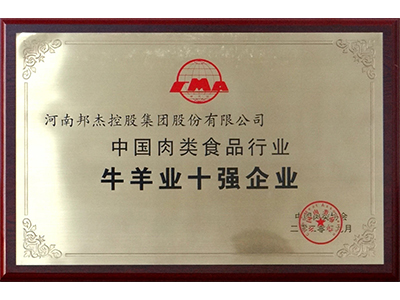 CMA
河南邦杰控股集团股份有限公司
中国肉类食品行业
牛羊业十强企业